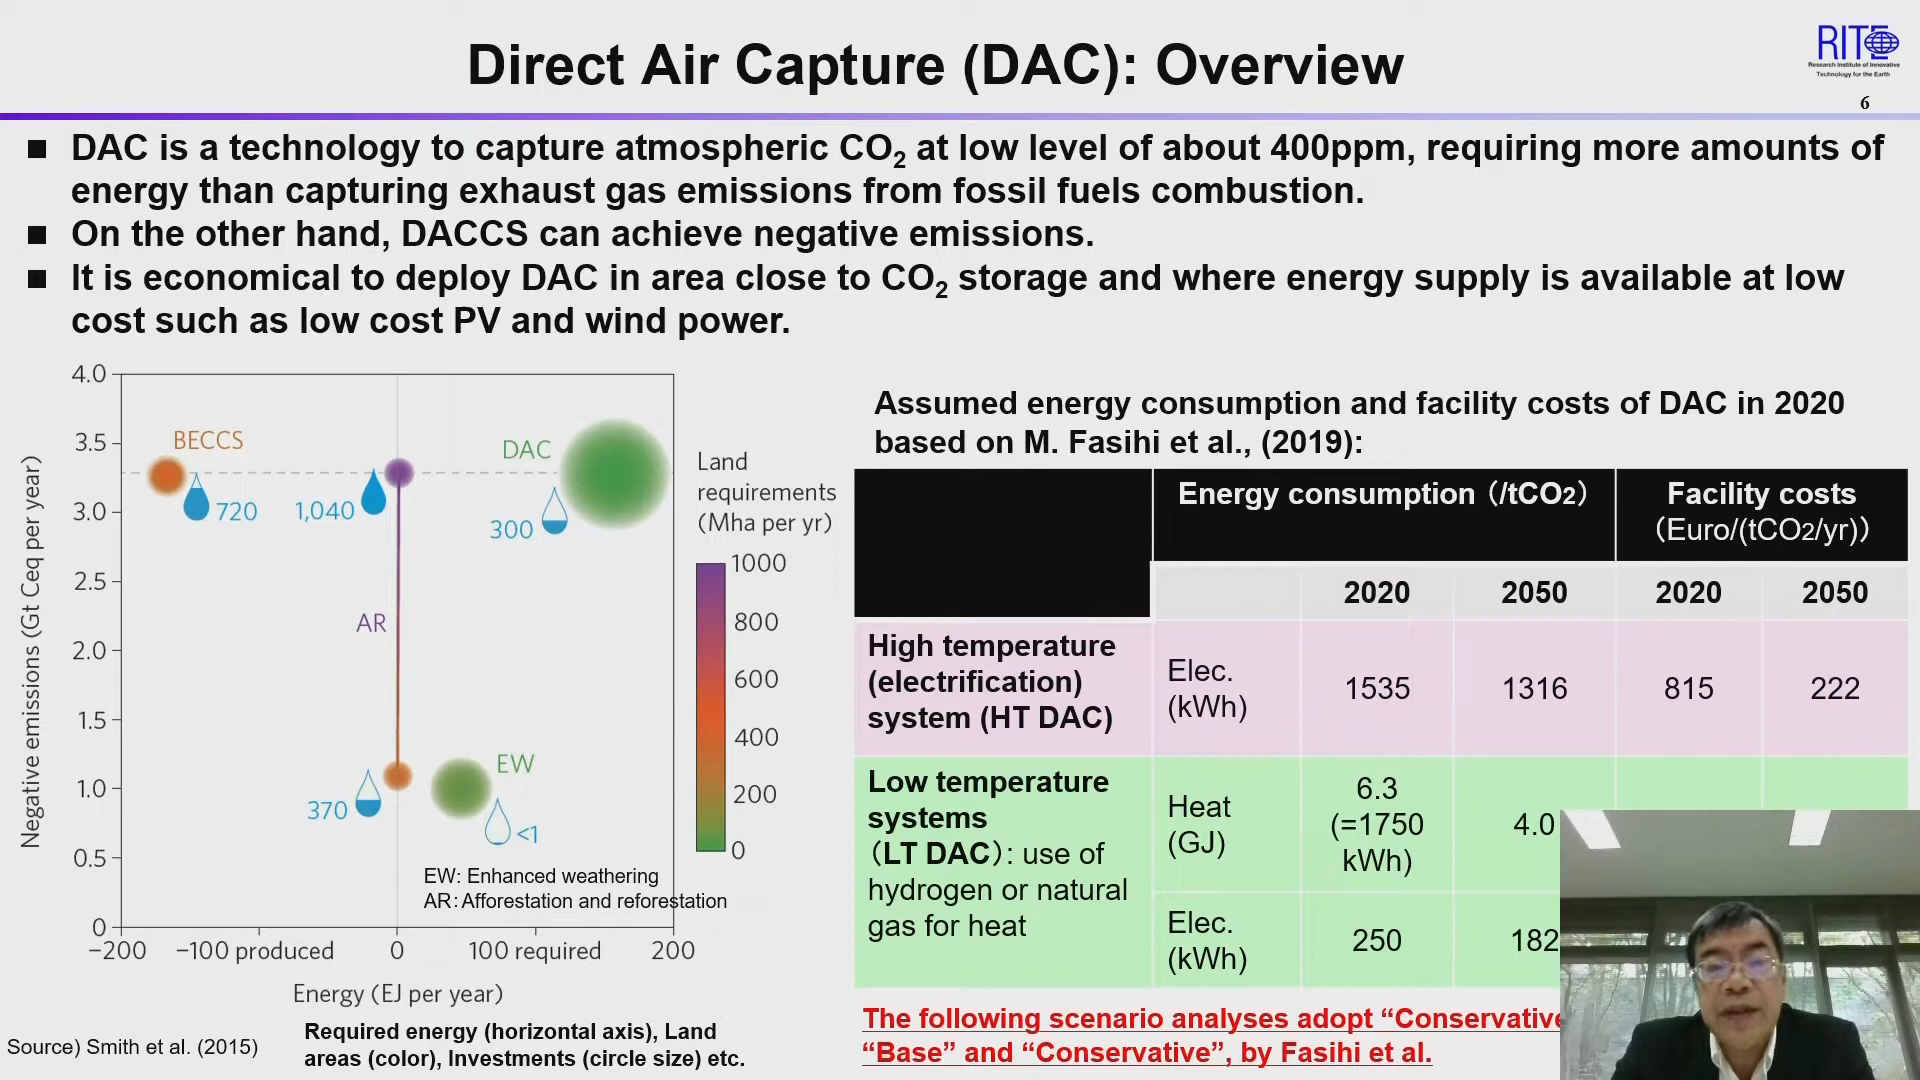 Direct Air Capture (DAC): Overview
RITE
Research Institute of Innovative
Technology for the Earth
6
■ DAC is a technology to capture atmospheric CO2 at low level of about 400ppm, requiring more amounts of
energy than capturing exhaust gas emissions from fossil fuels combustion.
■ On the other hand, DACCS can achieve negative emissions.
■ It is economical to deploy DAC in area close to CO2 storage and where energy supply is available at low
cost such as low cost PV and wind power.
Negative emissions (Gt Ceq per year)
4.0
3.5
3.0
2.5
2.0
1.5
1.0
0.5
0
BECCS
720
1,040
DAC
300
AR
370
EW
<1
EW: Enhanced weathering
AR: Afforestation and reforestation
−200
−100 produced
0
100 required
200
Energy (EJ per year)
Land
requirements
(Mha per yr)
1000
800
600
400
200
0
Source) Smith et al. (2015)
Required energy (horizontal axis), Land
areas (color), Investments (circle size) etc.
Assumed energy consumption and facility costs of DAC in 2020
based on M. Fasihi et al., (2019):
Energy consumption （/tCO2）
Facility costs
（Euro/(tCO2/yr)）
2020
2050
2020
2050
High temperature
(electrification)
system (HT DAC)
Elec.
(kWh)
1535
1316
815
222
Low temperature
systems
（LT DAC）: use of
hydrogen or natural
gas for heat
Heat
(GJ)
6.3
(=1750
kWh)
4.0
Elec.
(kWh)
250
182
The following scenario analyses adopt “Conservative
“Base” and “Conservative”, by Fasihi et al.